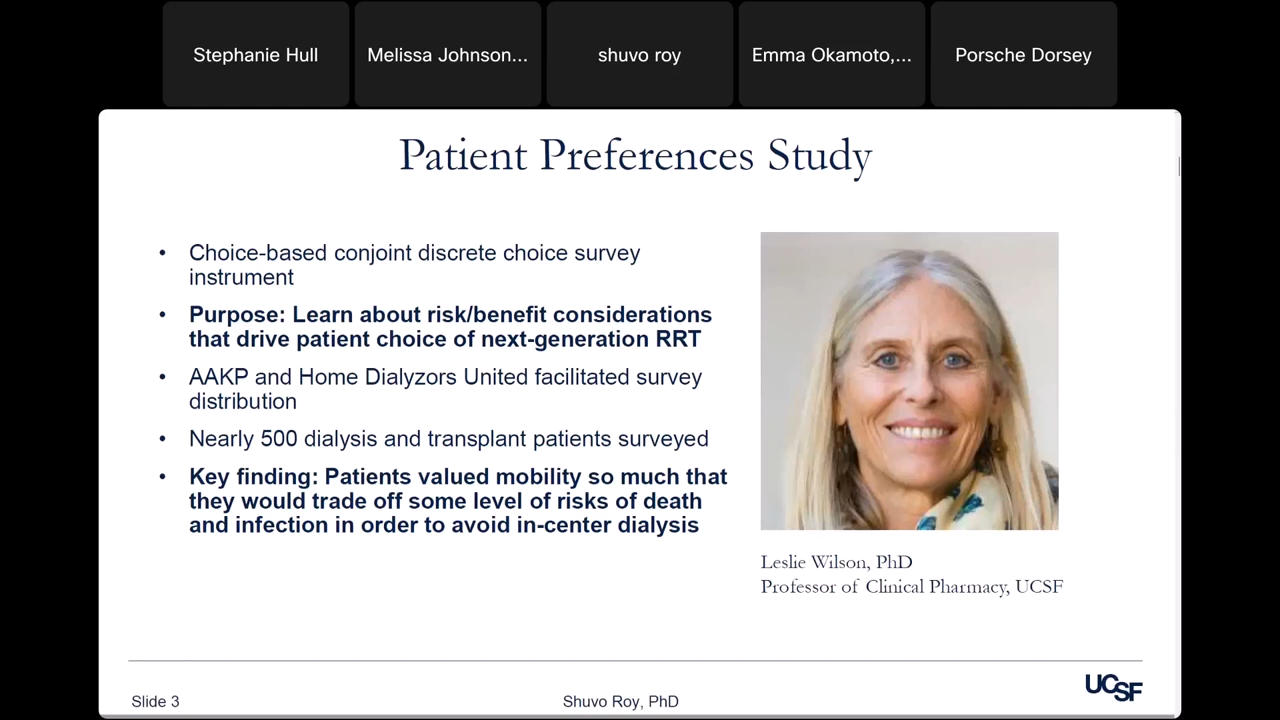 Stephanie Hull
Melissa Johnson...
shuvo roy
Emma Okamoto,...
Porsche Dorsey
Patient Preferences Study
• Choice-based conjoint discrete choice survey
instrument
• Purpose: Learn about risk/benefit considerations
that drive patient choice of next-generation RRT
• AAKP and Home Dialyzors United facilitated survey
distribution
• Nearly 500 dialysis and transplant patients surveyed
• Key finding: Patients valued mobility so much that
they would trade off some level of risks of death
and infection in order to avoid in-center dialysis
Leslie Wilson, PhD
Professor of Clinical Pharmacy, UCSF
Slide 3
Shuvo Roy, PhD
UCSF